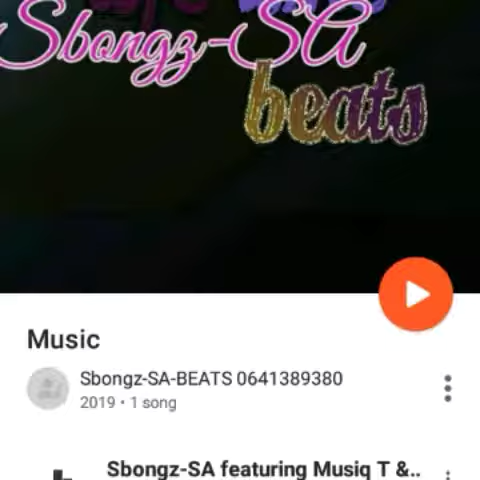 Sbongz-SA
beats
Music
Sbongz-SA-BEATS 0641389380
2019 • 1 song
Sbongz-SA featuring Musiq T &..